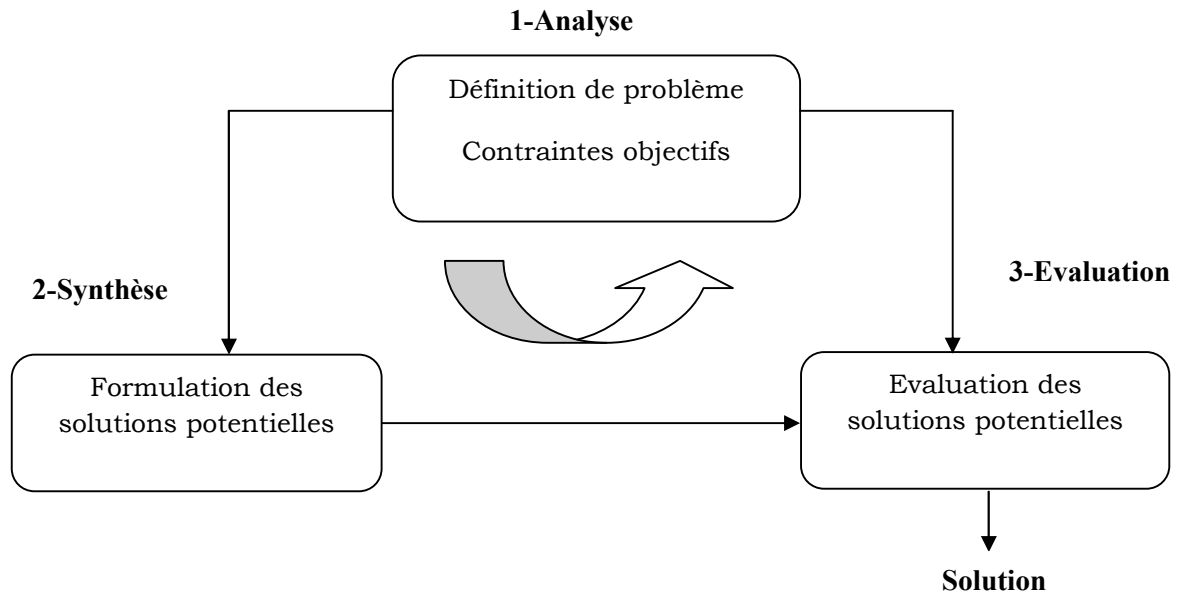 1-Analyse
Définition de problème
Contraintes objectifs
2-Synthèse
3-Evaluation
Formulation des
solutions potentielles
Evaluation des
solutions potentielles
Solution